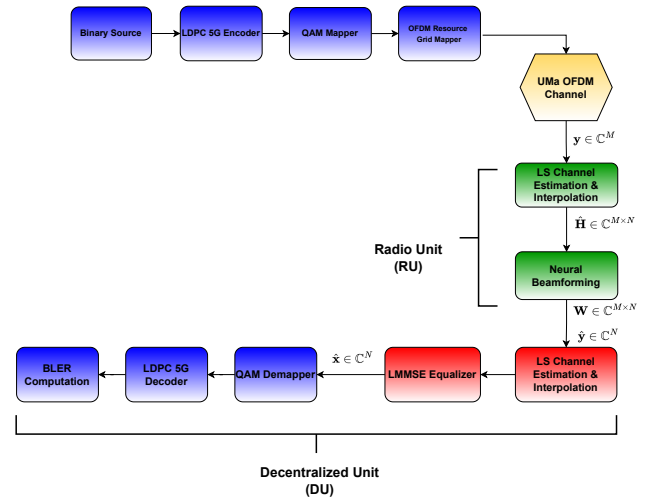 Binary Source
LDPC 5G Encoder
QAM Mapper
OFDM Resource
Grid Mapper
UMa OFDM
Channel
𝐲 ∈ ℂ^M
LS Channel
Estimation &
Interpolation
𝐇̂ ∈ ℂ^{M×N}
Radio Unit
(RU)
Neural
Beamforming
𝐖 ∈ ℂ^{M×N}
𝐲̂ ∈ ℂ^N
BLER
Computation
LDPC 5G
Decoder
QAM Demapper
𝐱̂ ∈ ℂ^N
LMMSE Equalizer
LS Channel
Estimation &
Interpolation
Decentralized Unit
(DU)